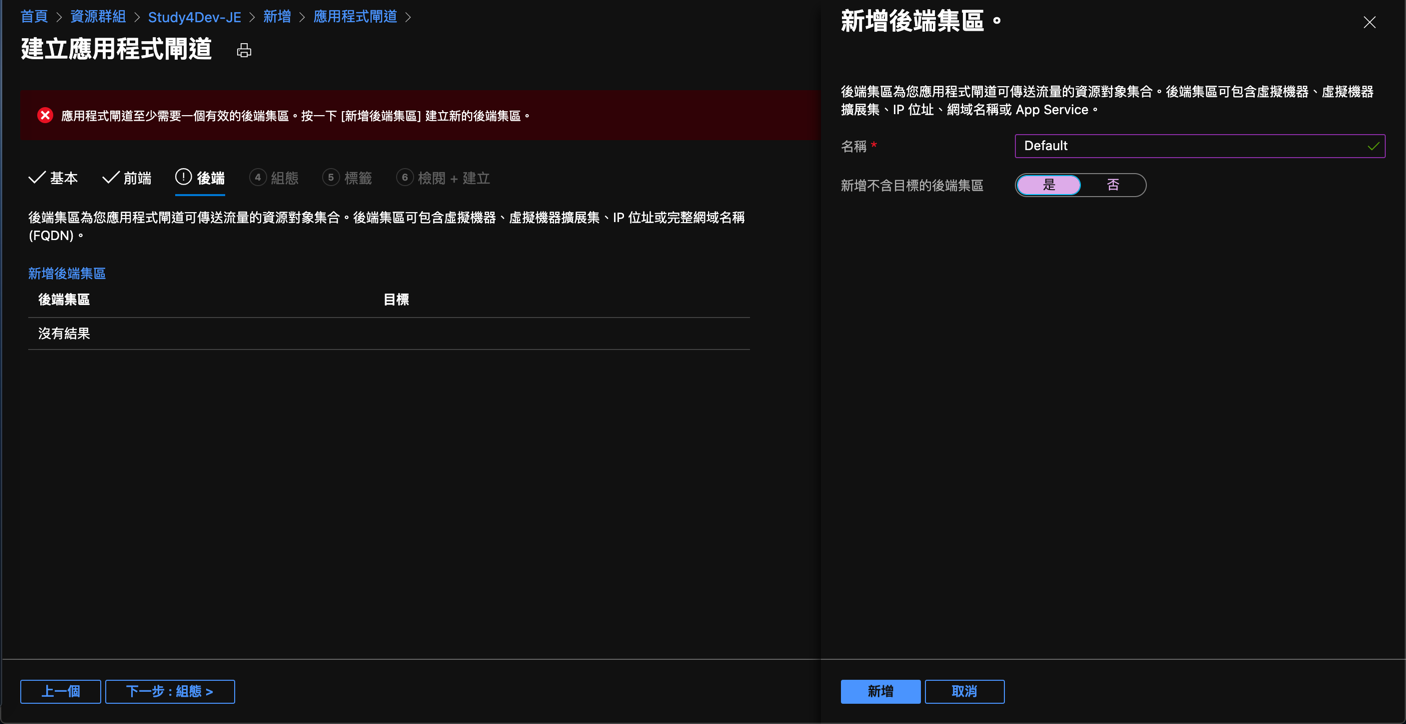 首頁 > 資源群組 > Study4Dev-JE > 新增 > 應用程式閘道 >
建立應用程式閘道
應用程式閘道至少需要一個有效的後端集區。按一下 [新增後端集區] 建立新的後端集區。
基本 前端 後端 4 組態 5 標籤 6 檢閱 + 建立
後端集區為您應用程式閘道可傳送流量的資源對象集合。後端集區可包含虛擬機器、虛擬機器擴展集、IP 位址或完整網域名稱
(FQDN)。
新增後端集區
後端集區 目標
沒有結果
上一個 下一步 : 組態 >
新增後端集區。
後端集區為您應用程式閘道可傳送流量的資源對象集合。後端集區可包含虛擬機器、虛擬機器
擴展集、IP 位址、網域名稱或 App Service。
名稱 * Default
新增不含目標的後端集區 是 否
新增 取消